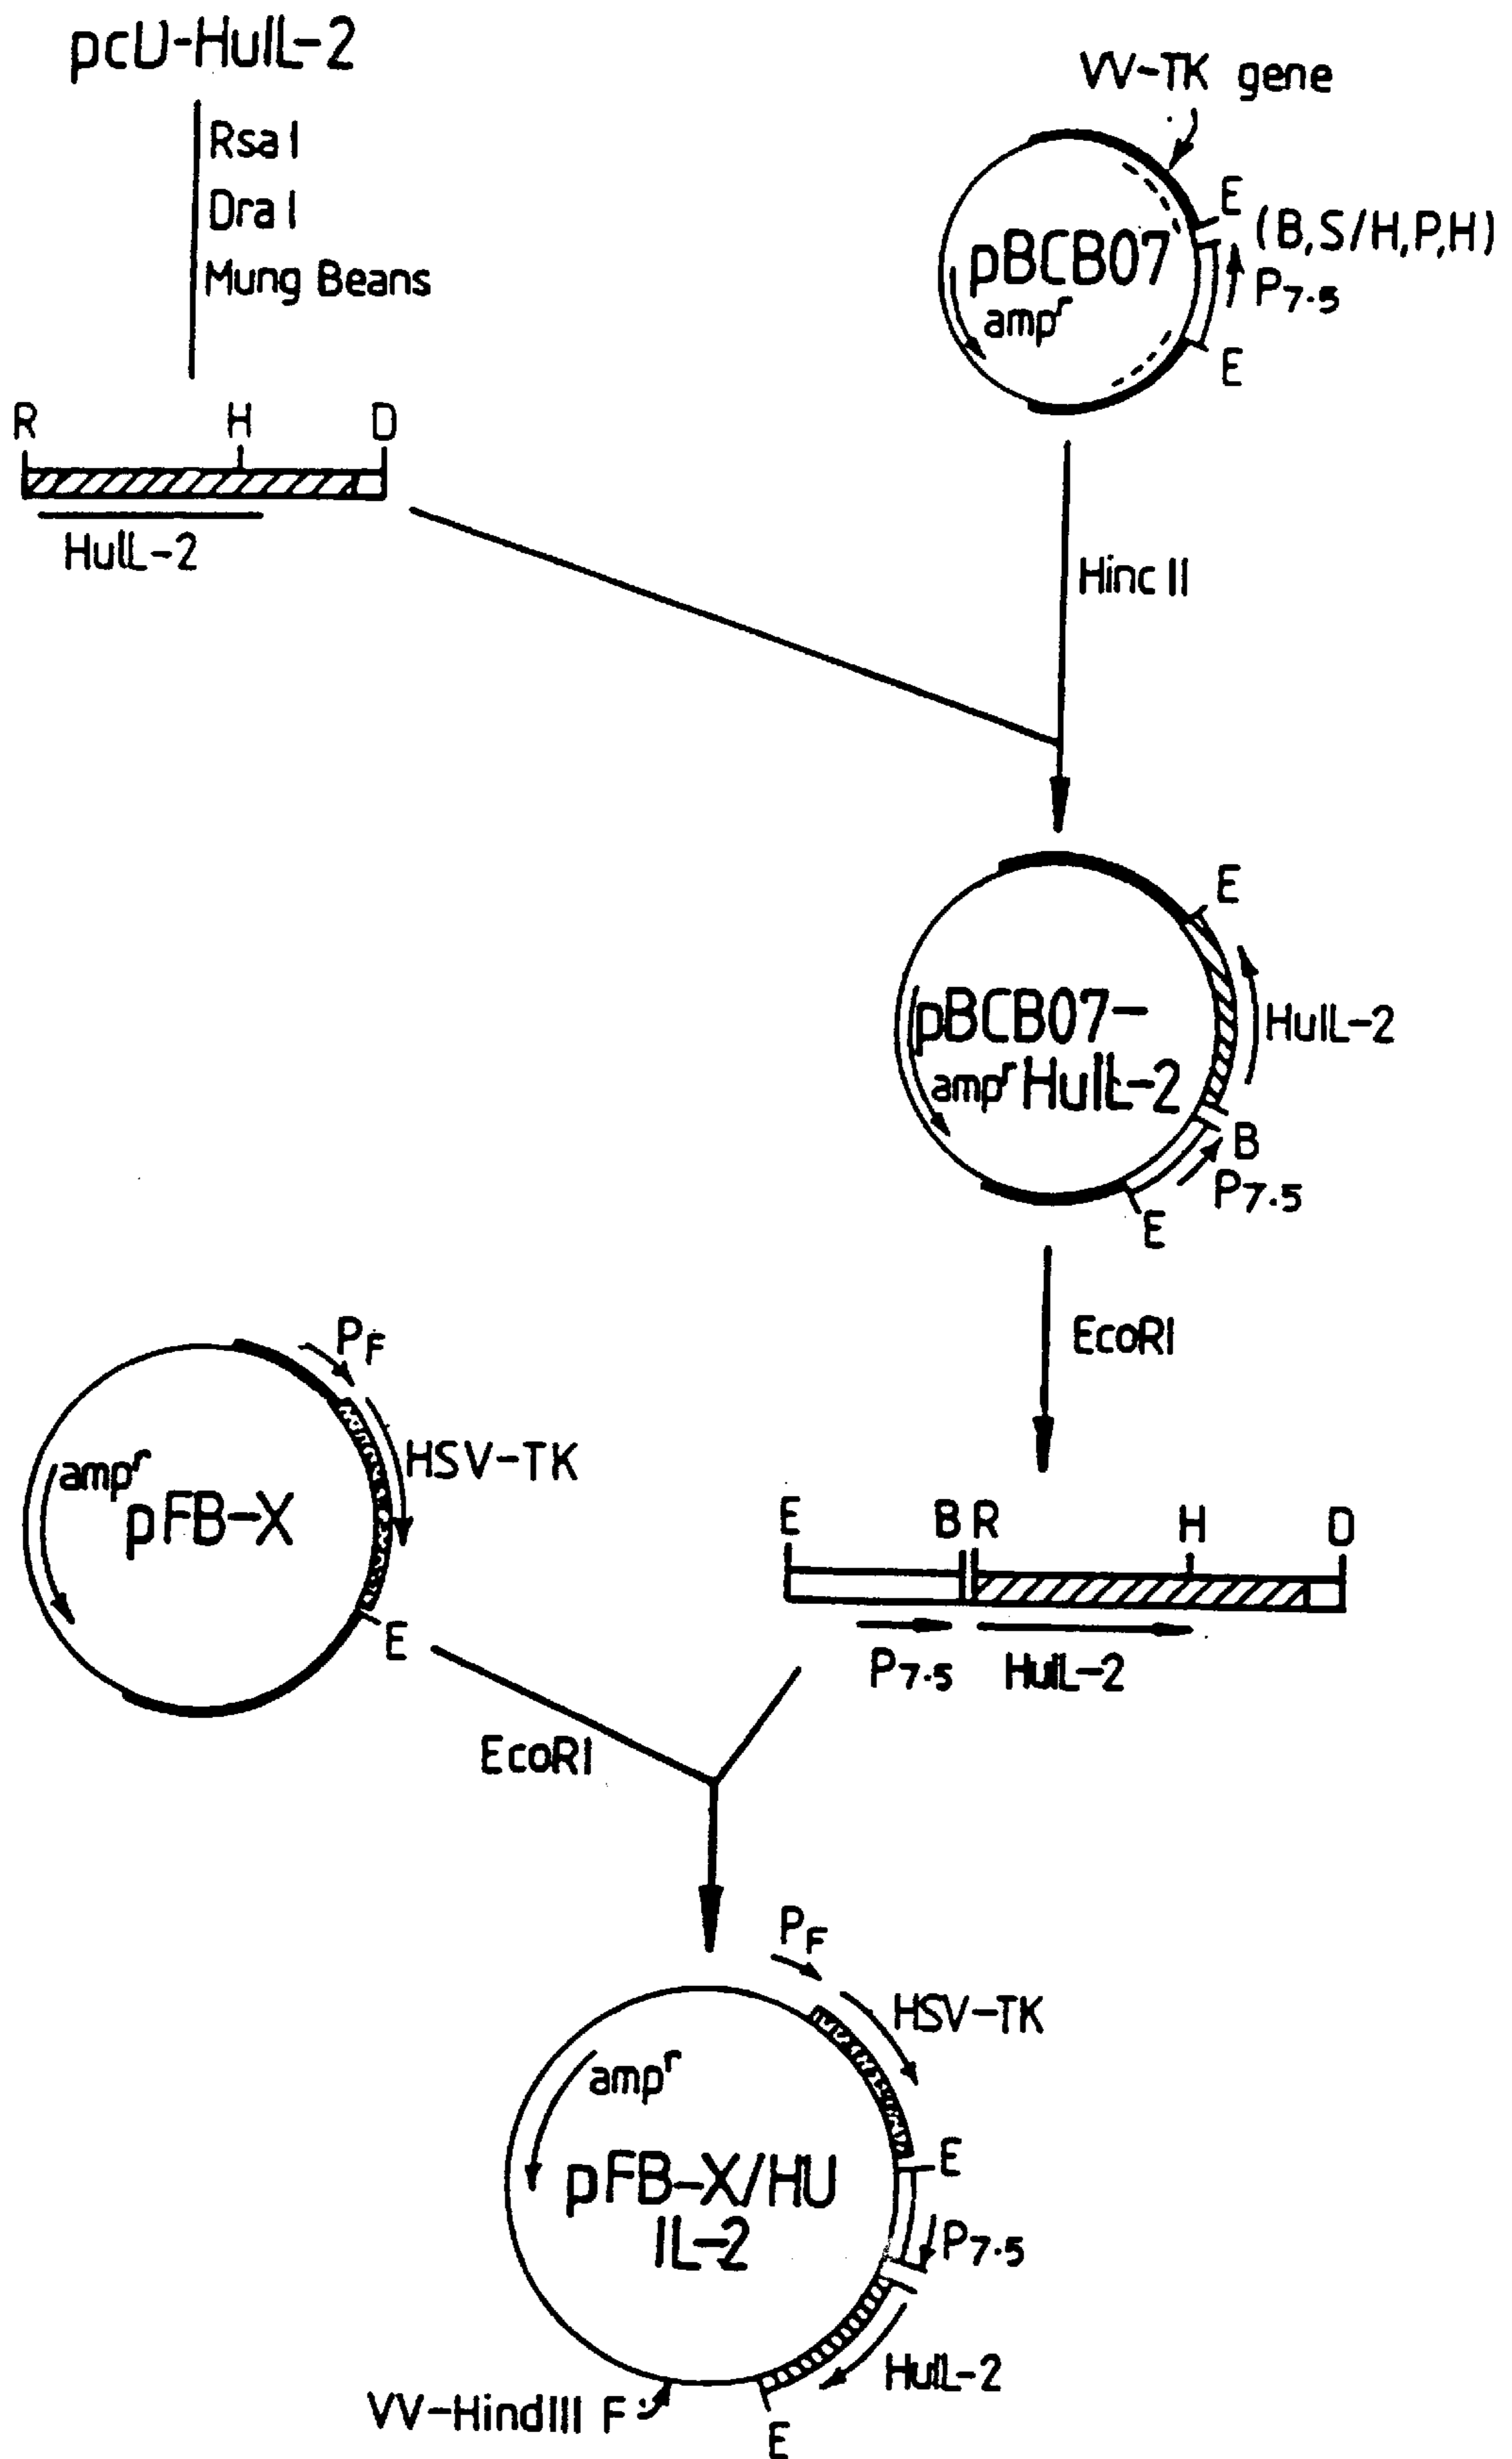 pcD-HuIL-2
RsaI
DraI
Mung Beans
R H D
HuIL-2
VV-TK gene
pBCB07
ampʳ
E
(B,S/H,P,H)
P7.5
E
Hinc II
E
pBCB07-
ampʳ HuIL-2
HuIL-2
B
P7.5
E
EcoRI
PF
HSV-TK
ampʳ
pFB-X
E
E B R H D
P7.5 HuIL-2
EcoRI
PF
HSV-TK
ampʳ
pFB-X/HU
IL-2
E
P7.5
HuIL-2
VV-HindIII F
E